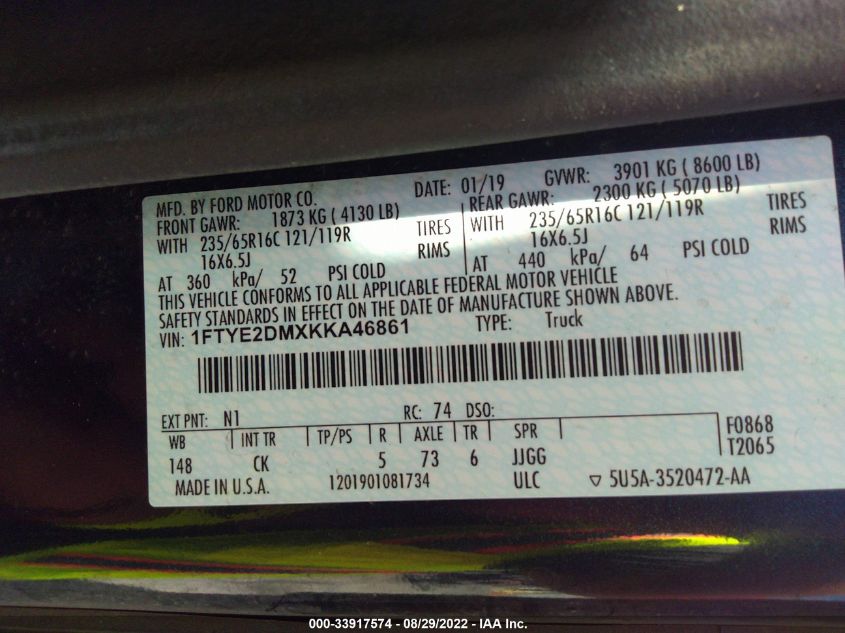 MFD. BY FORD MOTOR CO. DATE: 01/19 GVWR: 3901 KG ( 8600 LB)
FRONT GAWR: 1873 KG ( 4130 LB) REAR GAWR: 2300 KG ( 5070 LB)
WITH 235/65R16C 121/119R TIRES WITH 235/65R16C 121/119R TIRES
16X6.5J RIMS 16X6.5J RIMS
AT 360 kPa/ 52 PSI COLD AT 440 kPa/ 64 PSI COLD
THIS VEHICLE CONFORMS TO ALL APPLICABLE FEDERAL MOTOR VEHICLE
SAFETY STANDARDS IN EFFECT ON THE DATE OF MANUFACTURE SHOWN ABOVE.
VIN: 1FTYE2DMXKKA46861 TYPE: Truck
EXT PNT: N1 RC: 74 DSO:
WB INT TR TP/PS R AXLE TR SPR F0868
148 CK 5 73 6 JJGG T2065
MADE IN U.S.A. 1201901081734 ULC ▽ 5U5A-3520472-AA
000-33917574 - 08/29/2022 - IAA Inc.